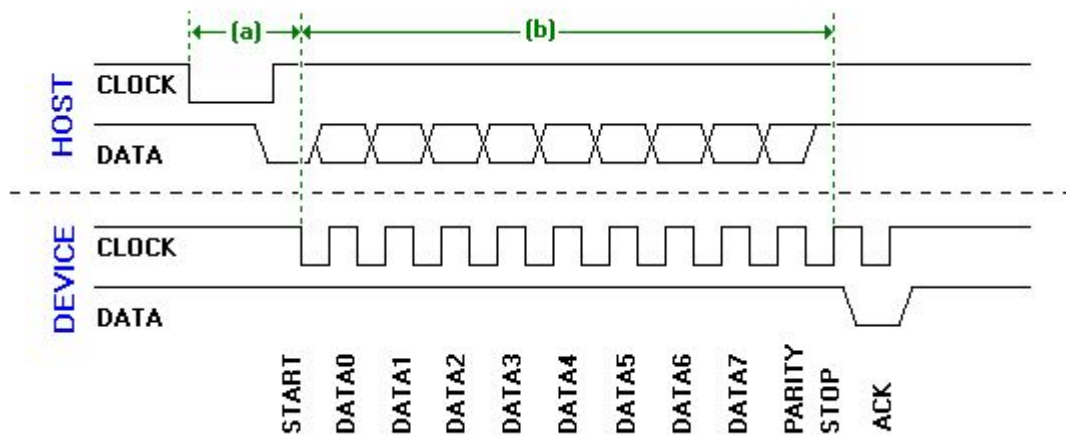 (a)
(b)
HOST
CLOCK
DATA
DEVICE
CLOCK
DATA
START
DATA0
DATA1
DATA2
DATA3
DATA4
DATA5
DATA6
DATA7
PARITY
STOP
ACK